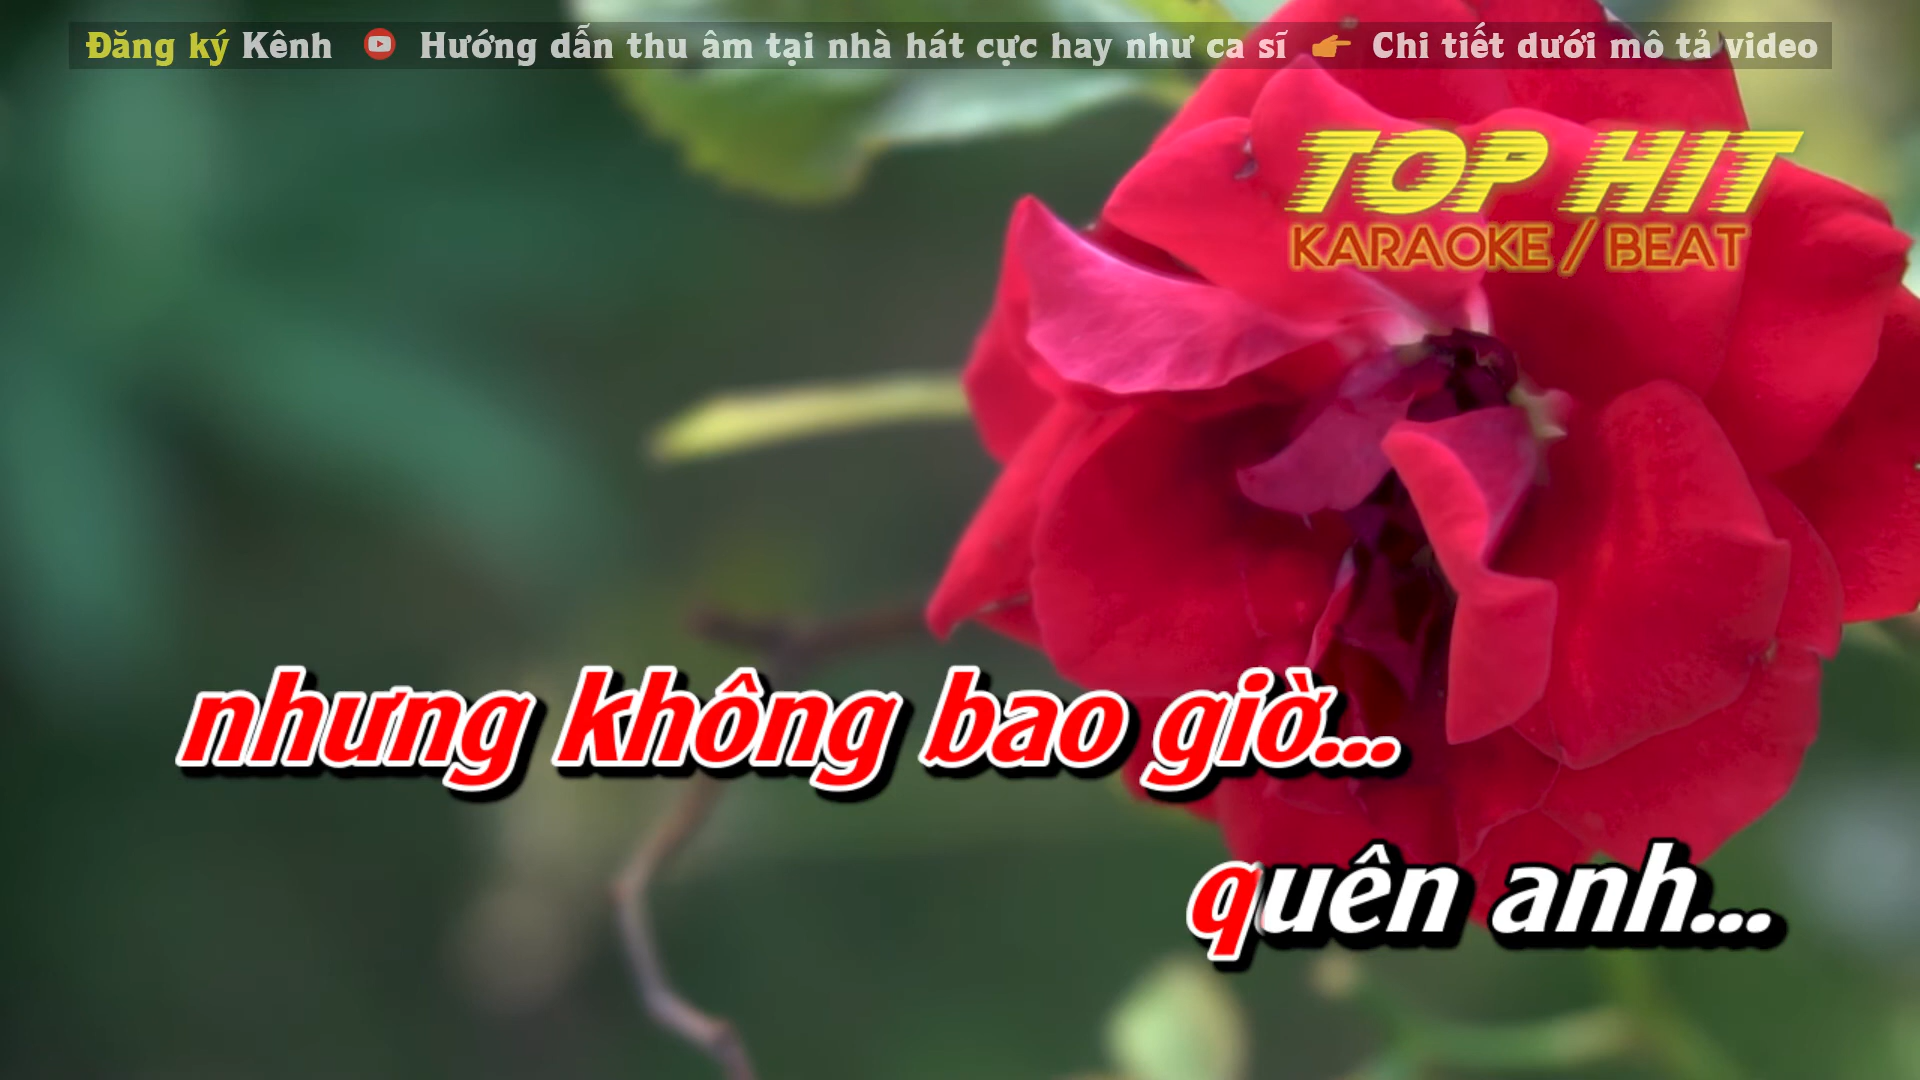 Đăng ký Kênh Hướng dẫn thu âm tại nhà hát cực hay như ca sĩ Chi tiết dưới mô tả video
TOP HIT
KARAOKE / BEAT
nhưng không bao giờ...
quên anh...